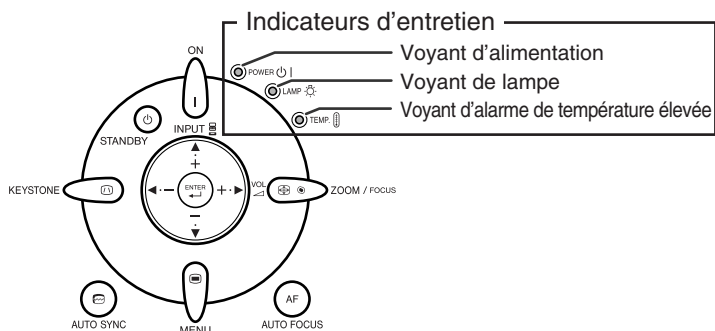 Indicateurs d'entretien
ON
Voyant d'alimentation
POWER
Voyant de lampe
LAMP
Voyant d'alarme de température élevée
TEMP.
STANDBY
INPUT
KEYSTONE
ENTER
VOL
ZOOM / FOCUS
AUTO SYNC
MENU
AF
AUTO FOCUS